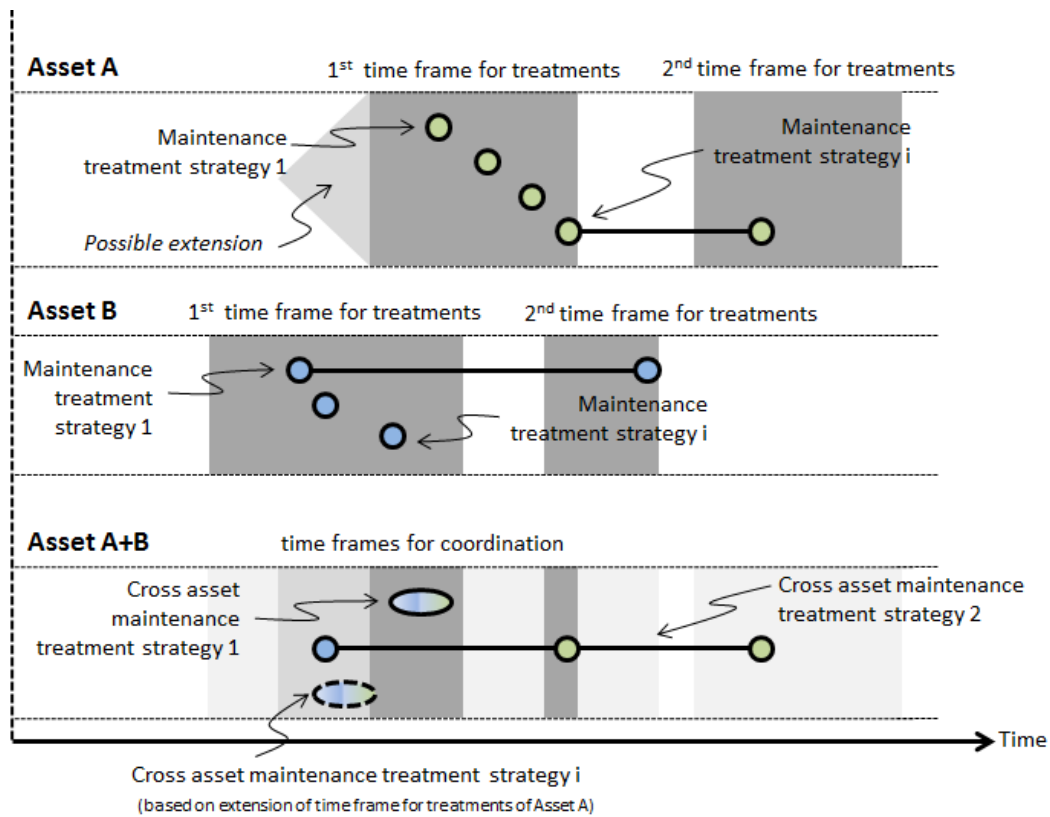 Asset A
1st time frame for treatments
2nd time frame for treatments
Maintenance
treatment strategy 1
Maintenance
treatment strategy i
Possible extension
Asset B
1st time frame for treatments
2nd time frame for treatments
Maintenance
treatment
strategy 1
Maintenance
treatment strategy i
Asset A+B
time frames for coordination
Cross asset
maintenance
treatment strategy 1
Cross asset maintenance
treatment strategy 2
Time
Cross asset maintenance treatment strategy i
(based on extension of time frame for treatments of Asset A)